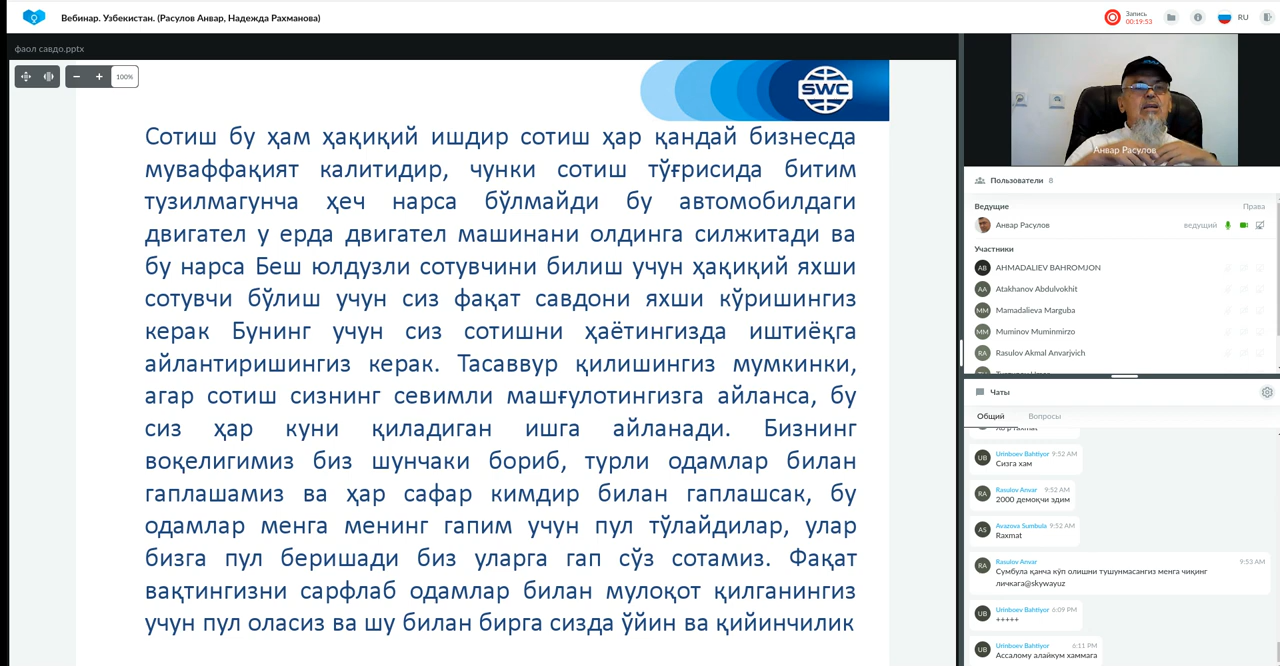 Вебинар. Узбекистан. (Расулов Анвар, Надежда Рахманова)
Запись
00:19:53
RU
фаол савдо.pptx
100%
SWC
Сотиш бу ҳам ҳақиқий ишдир сотиш ҳар қандай бизнесда
муваффақият калитидир, чунки сотиш тўғрисида битим
тузилмагунча ҳеч нарса бўлмайди бу автомобилдаги
двигател у ерда двигател машинани олдинга силжитади ва
бу нарса Беш юлдузли сотувчини билиш учун ҳақиқий яхши
сотувчи бўлиш учун сиз фақат савдони яхши кўришингиз
керак Бунинг учун сиз сотишни ҳаётингизда иштиёқга
айлантиришингиз керак. Тасаввур қилишингиз мумкинки,
агар сотиш сизнинг севимли машғулотингизга айланса, бу
сиз ҳар куни қиладиган ишга айланади. Бизнинг
воқелигимиз биз шунчаки бориб, турли одамлар билан
гаплашамиз ва ҳар сафар кимдир билан гаплашсак, бу
одамлар менга менинг гапим учун пул тўлайдилар, улар
бизга пул беришади биз уларга гап сўз сотамиз. Фақат
вақтингизни сарфлаб одамлар билан мулоқот қилганингиз
учун пул оласиз ва шу билан бирга сизда ўйин ва қийинчилик
Анвар Расулов
Пользователи 8
Ведущие Права
Анвар Расулов ведущий
Участники
AB AHMADALIEV BAHROMJON
AA Atakhanov Abdulvokhit
MM Mamadalieva Marguba
MM Muminov Muminmirzo
RA Rasulov Akmal Anvarjvich
Чаты
Общий Вопросы
UB Urinboev Bahtiyor 9:52 AM
Сизга хам
RA Rasulov Anvar 9:52 AM
2000 демоқчи эдим
AS Avazova Sumbula 9:52 AM
Raxmat
RA Rasulov Anvar 9:53 AM
Сумбула қанча кўп олишни тушунмасангиз менга чиқинг
личкага@skywayuz
UB Urinboev Bahtiyor 6:09 PM
+++++
UB Urinboev Bahtiyor 6:11 PM
Ассалому алайкум хаммага